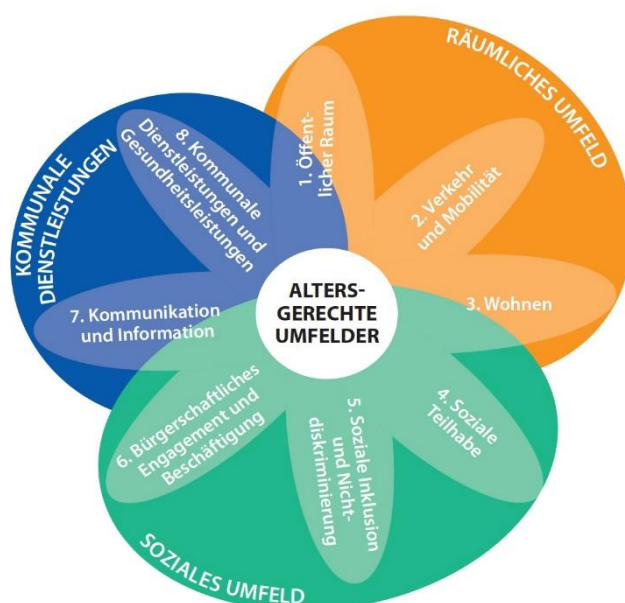 RÄUMLICHES UMFELD
1. Öffent-
licher Raum
2. Verkehr
und Mobilität
3. Wohnen
ALTERS-
GERECHTE
UMFELDER
4. Soziale
Teilhabe
5. Soziale Inklusion
und Nicht-
diskriminierung
6. Bürgerschaftliches
Engagement und
Beschäftigung
SOZIALES UMFELD
7. Kommunikation
und Information
8. Kommunale
Dienstleistungen und
Gesundheitsleistungen
KOMMUNALE
DIENSTLEISTUNGEN